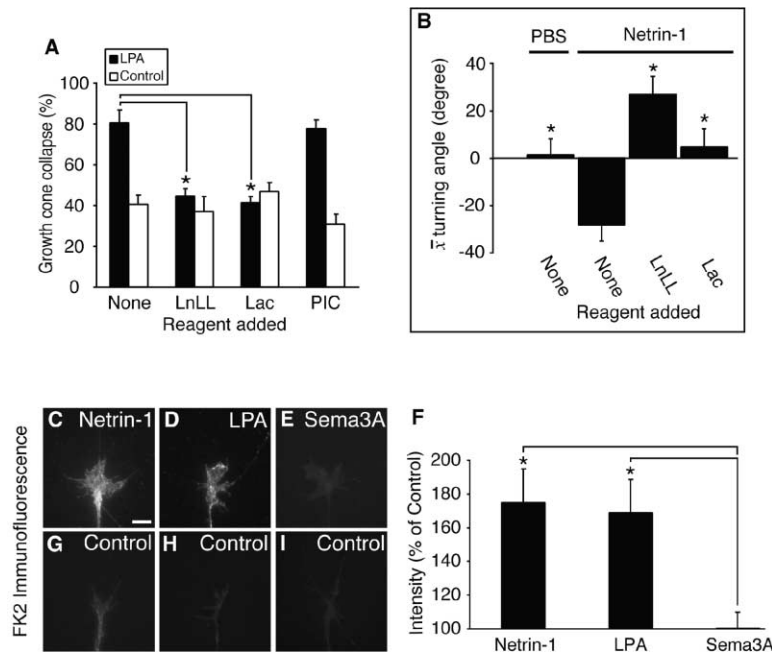 A
LPA
Control
Growth cone collapse (%)
100
80
60
40
20
0
*
*
None LnLL Lac PIC
Reagent added
B
PBS Netrin-1
x̄ turning angle (degree)
40
20
0
-20
-40
*
*
*
None None LnLL Lac
Reagent added
FK2 Immunofluorescence
C Netrin-1 D LPA E Sema3A
G Control H Control I Control
F
Intensity (% of Control)
200
180
160
140
120
100
*
*
Netrin-1 LPA Sema3A